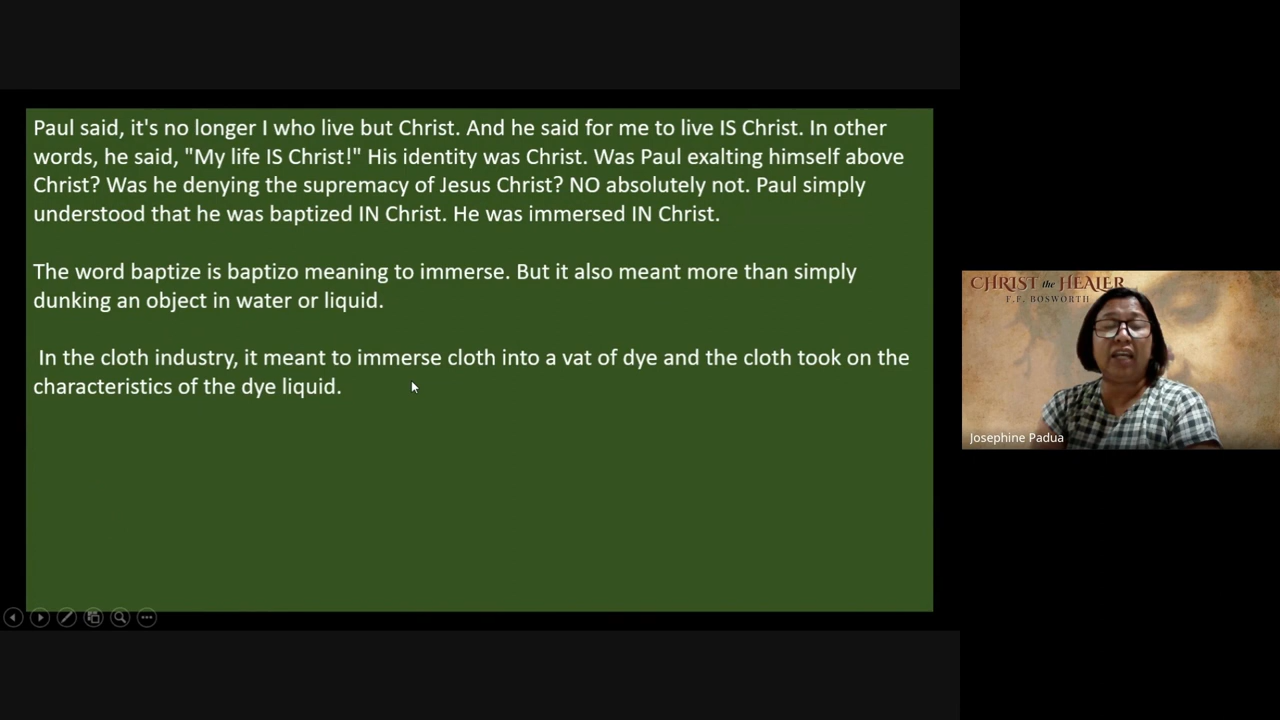 Paul said, it's no longer I who live but Christ. And he said for me to live IS Christ. In other
words, he said, "My life IS Christ!" His identity was Christ. Was Paul exalting himself above
Christ? Was he denying the supremacy of Jesus Christ? NO absolutely not. Paul simply
understood that he was baptized IN Christ. He was immersed IN Christ.
The word baptize is baptizo meaning to immerse. But it also meant more than simply
dunking an object in water or liquid.
In the cloth industry, it meant to immerse cloth into a vat of dye and the cloth took on the
characteristics of the dye liquid.
CHRIST the HEALER
F.F. BOSWORTH
Josephine Padua